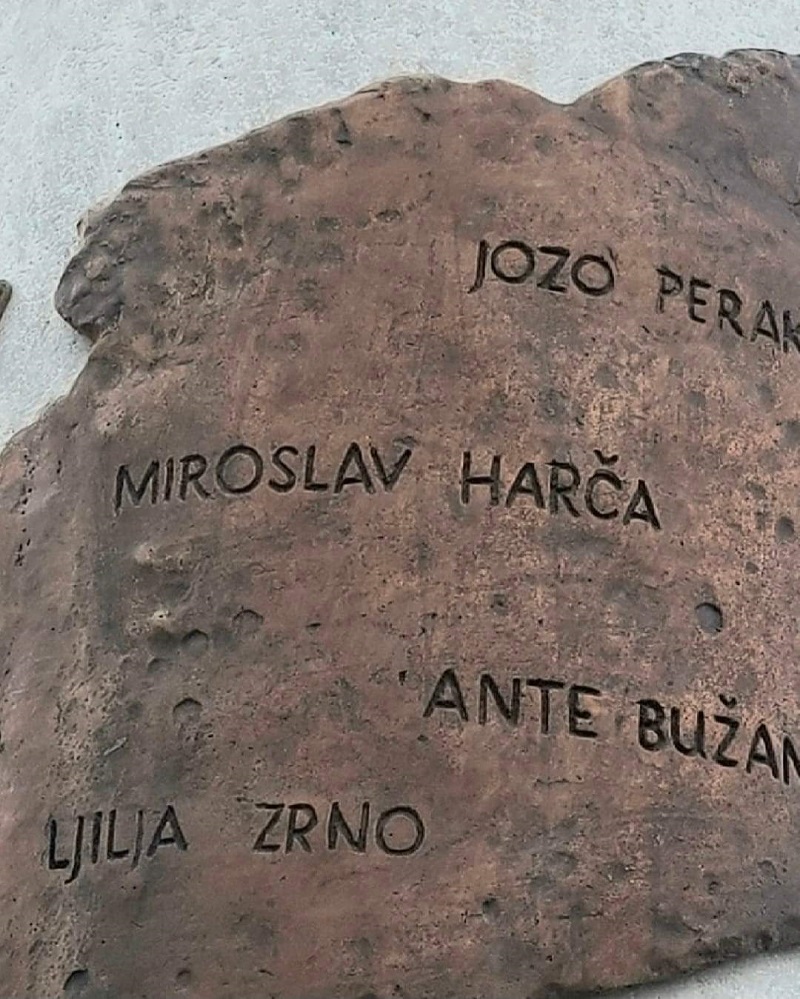 JOZO PERAK
MIROSLAV HARČA
ANTE BUŽAN
LJILJA ZRNO